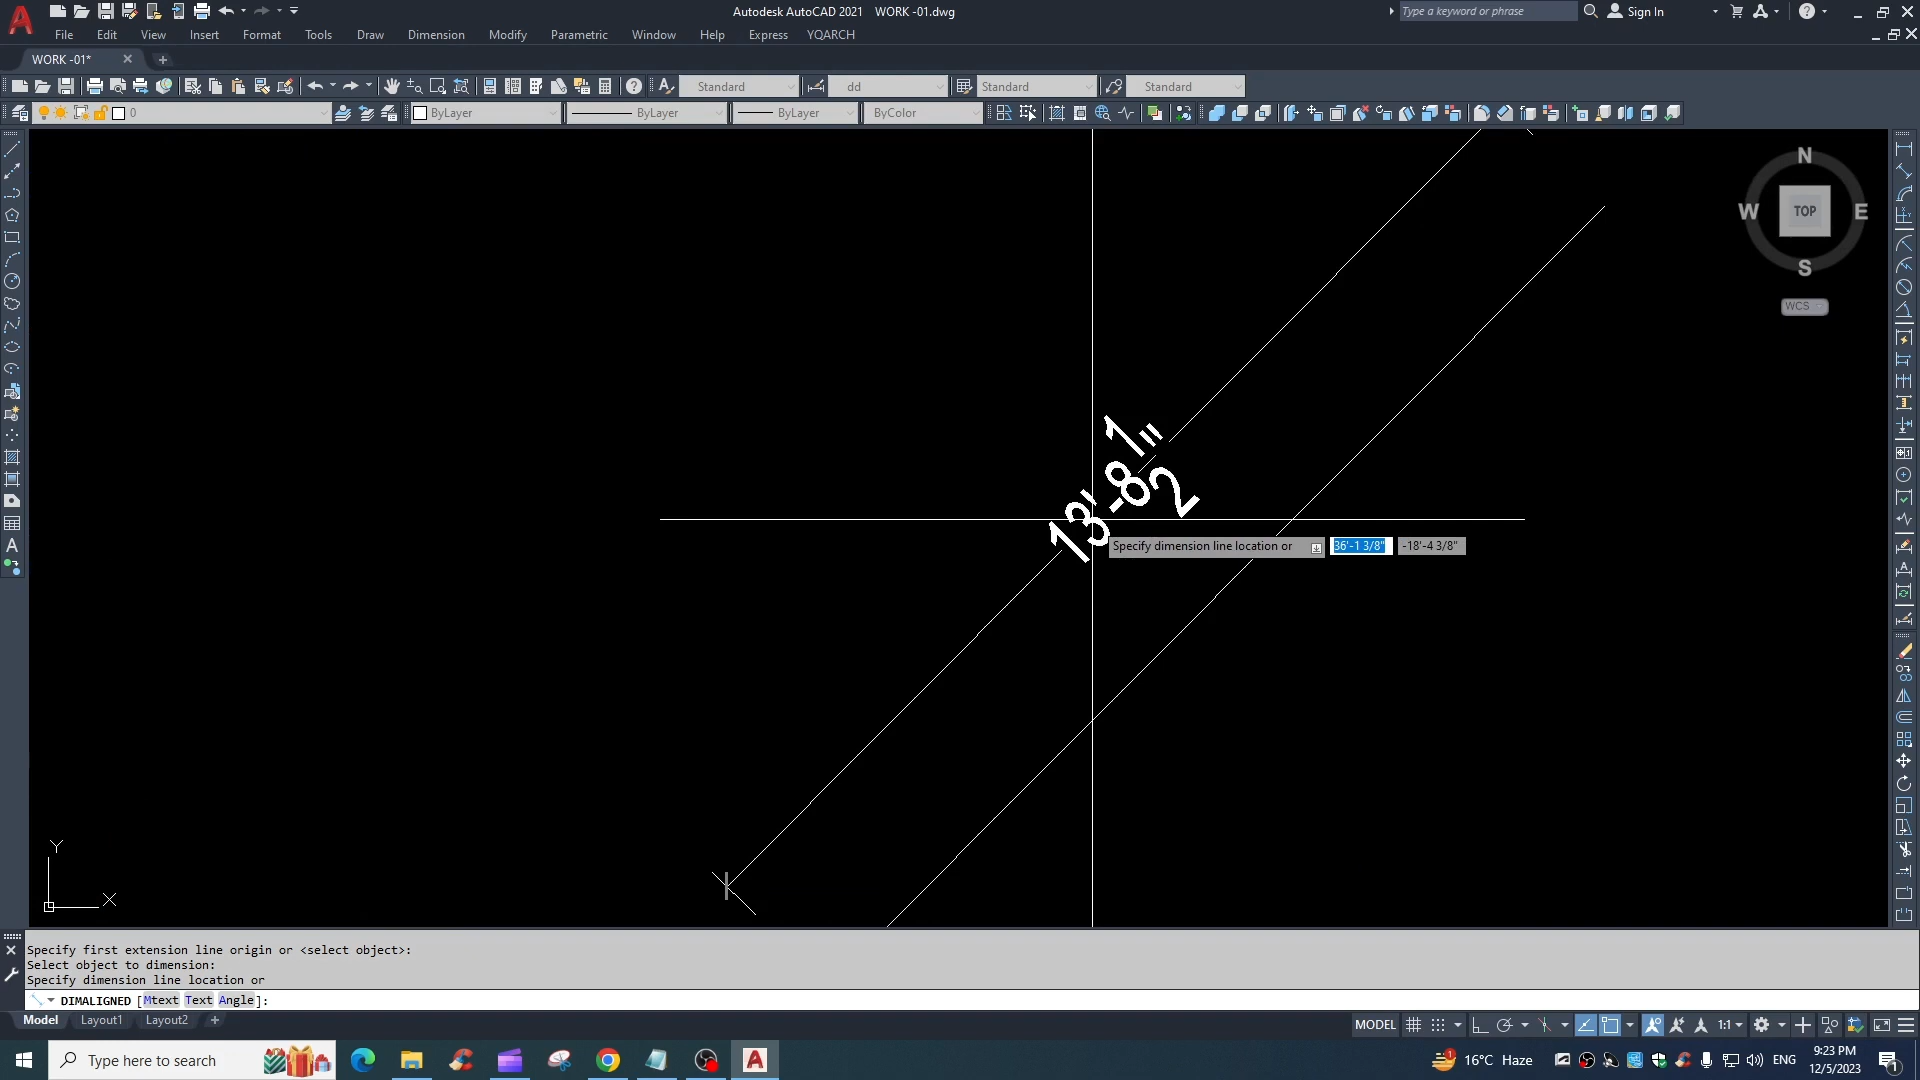 Autodesk AutoCAD 2021 WORK -01.dwg
Type a keyword or phrase
Sign In
File Edit View Insert Format Tools Draw Dimension Modify Parametric Window Help Express YQARCH
WORK -01*
Standard dd Standard Standard
0 ByLayer ByLayer ByLayer ByColor
N
W TOP E
S
WCS
13'-8 1/2"
Specify dimension line location or 36'-1 3/8" -18'-4 3/8"
Y
X
Specify first extension line origin or <select object>:
Select object to dimension:
Specify dimension line location or
DIMALIGNED [Mtext Text Angle]:
Model Layout1 Layout2
MODEL 1:1
Type here to search
1 16°C Haze ENG
9:23 PM
12/5/2023
1